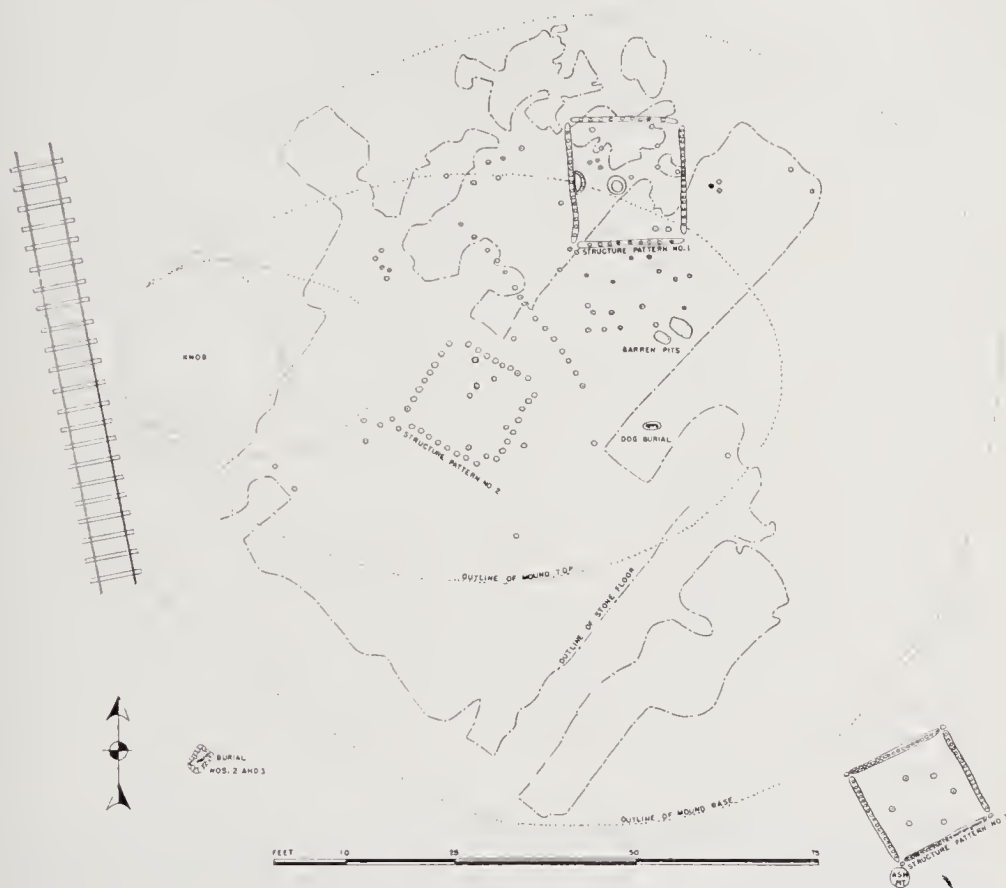 STRUCTURE PATTERN NO. 1
KNOB
BARREN PITS
DOG BURIAL
STRUCTURE PATTERN NO. 2
OUTLINE OF MOUND TOP
OUTLINE OF STONE FLOOR
BURIAL
NOS. 2 AND 3
OUTLINE OF MOUND BASE
STRUCTURE PATTERN NO.
ASH
PIT
FEET 10 25 50 75